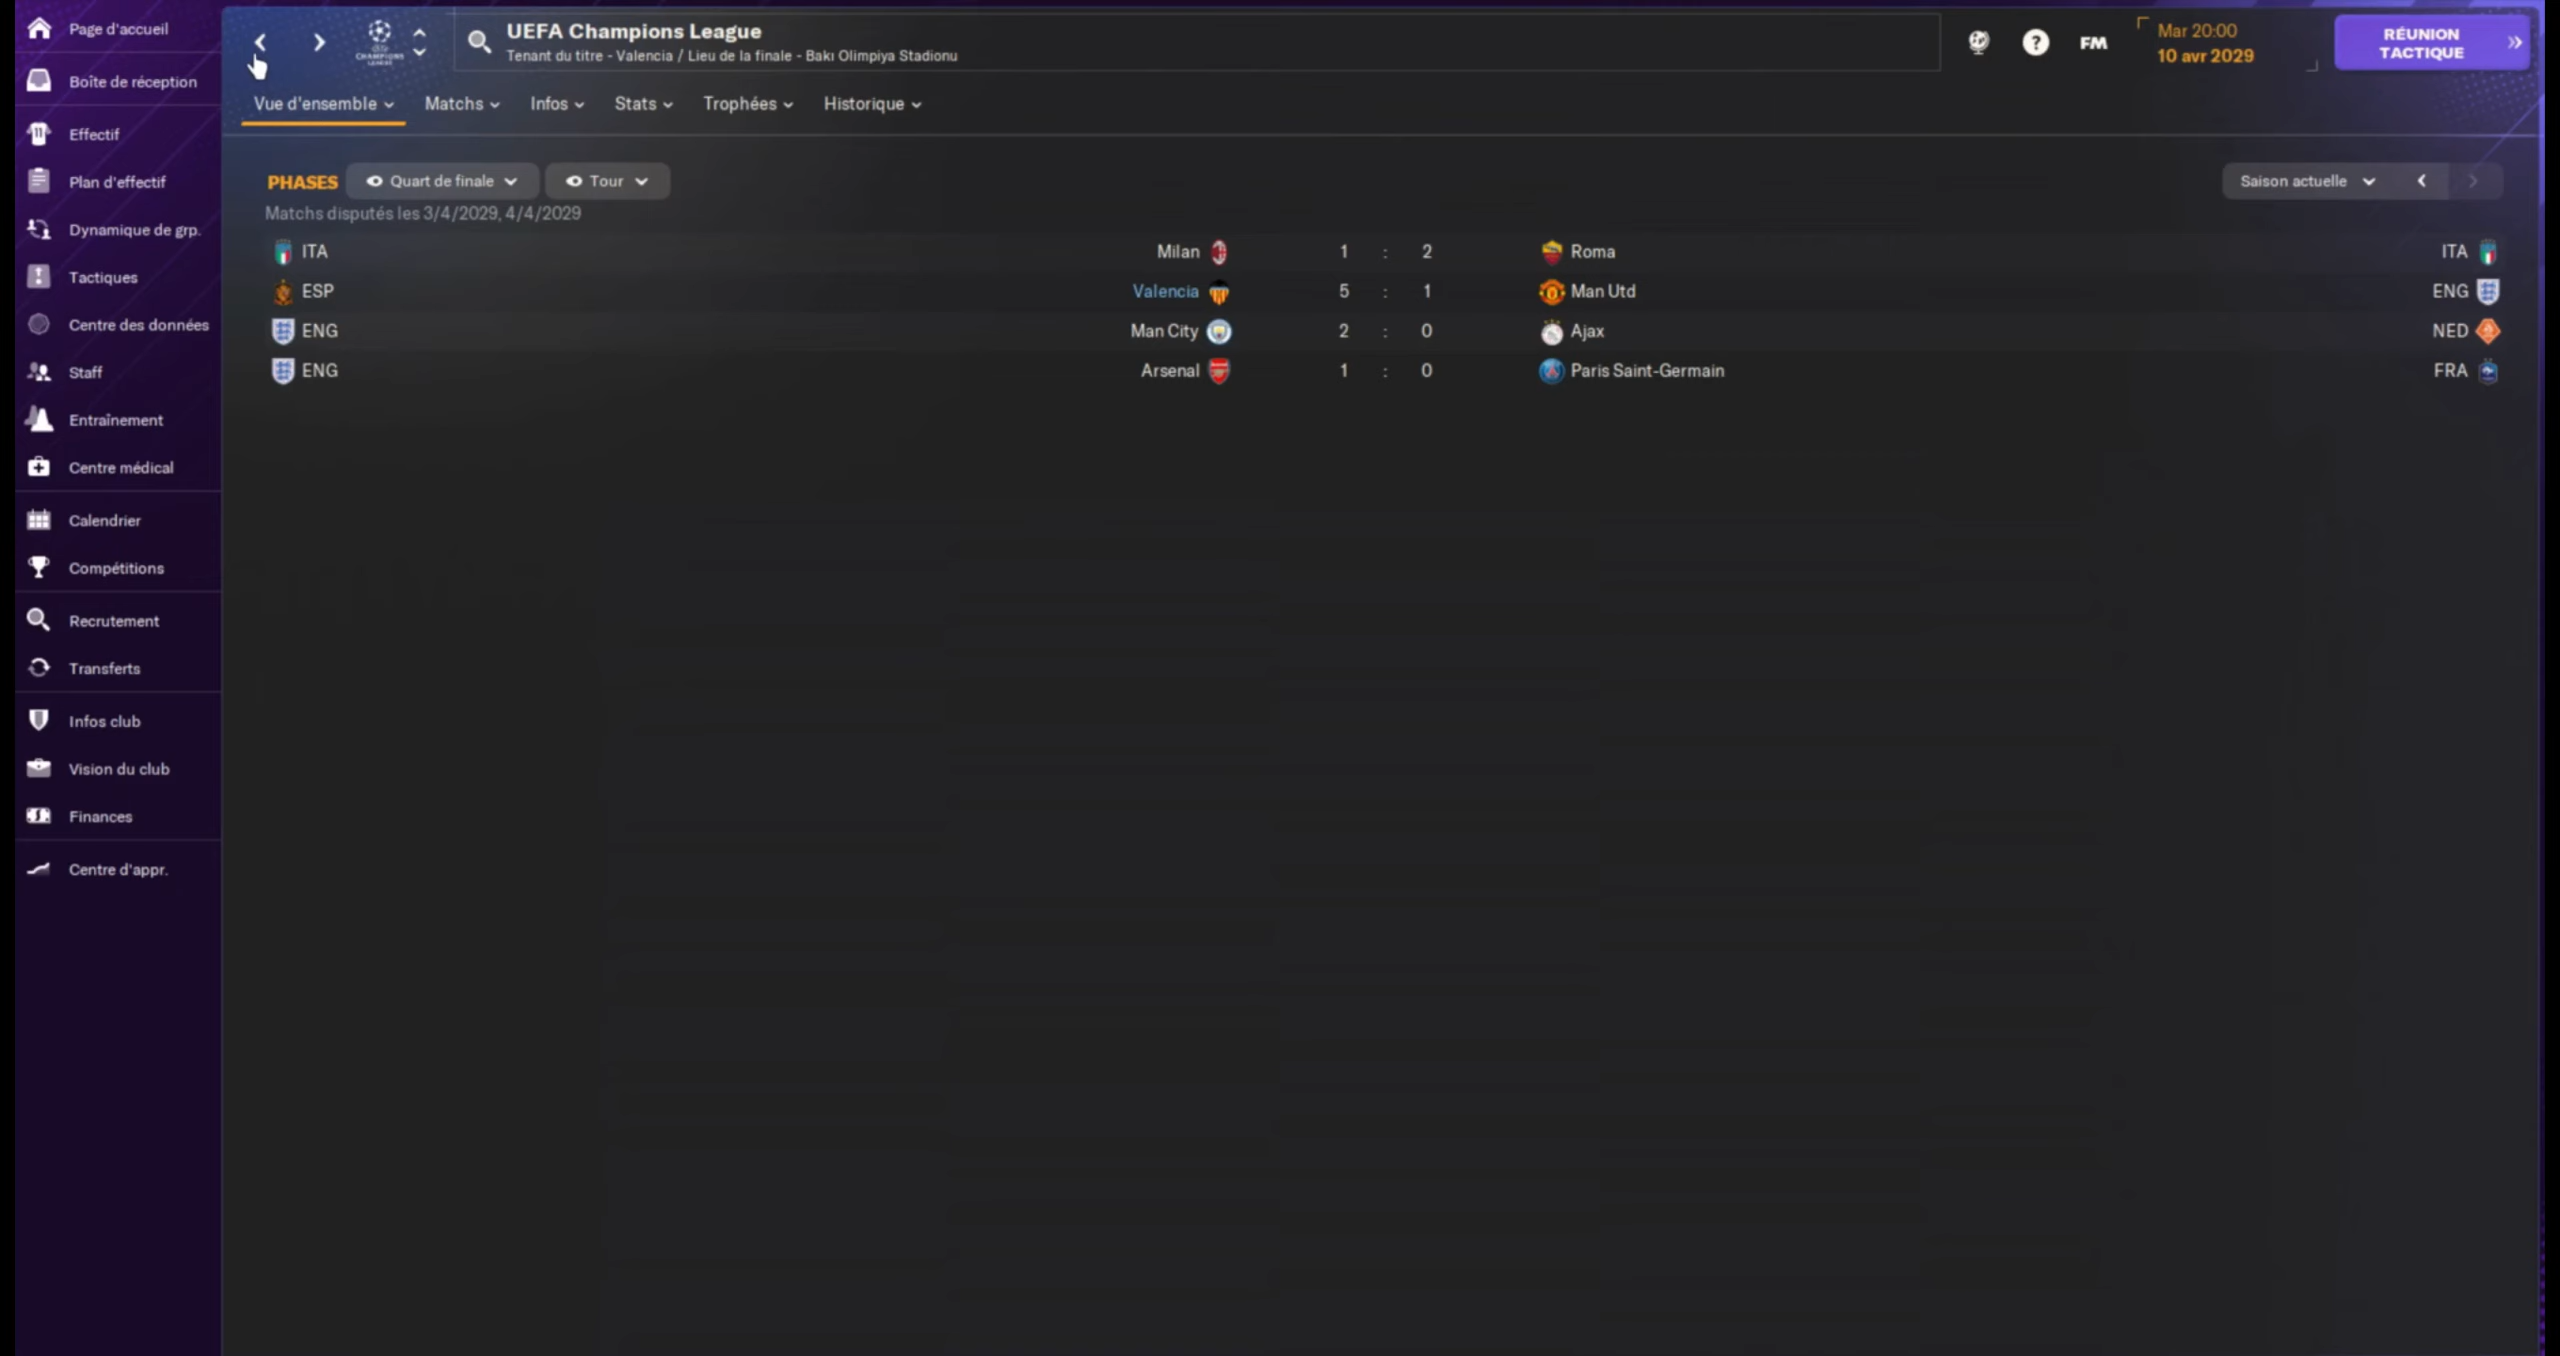 Page d'accueil
Boîte de réception
Effectif
Plan d'effectif
Dynamique de grp.
Tactiques
Centre des données
Staff
Entraînement
Centre médical
Calendrier
Compétitions
Recrutement
Transferts
Infos club
Vision du club
Finances
Centre d'appr.
CHAMPIONS
LEAGUE
UEFA Champions League
Tenant du titre - Valencia / Lieu de la finale - Bakı Olimpiya Stadionu
? FM
Mar 20:00
10 avr 2029
RÉUNION
TACTIQUE
Vue d'ensemble Matchs Infos Stats Trophées Historique
PHASES Quart de finale Tour Saison actuelle
Matchs disputés les 3/4/2029, 4/4/2029
ITA Milan 1 : 2 Roma ITA
ESP Valencia 5 : 1 Man Utd ENG
ENG Man City 2 : 0 Ajax NED
ENG Arsenal 1 : 0 Paris Saint-Germain FRA